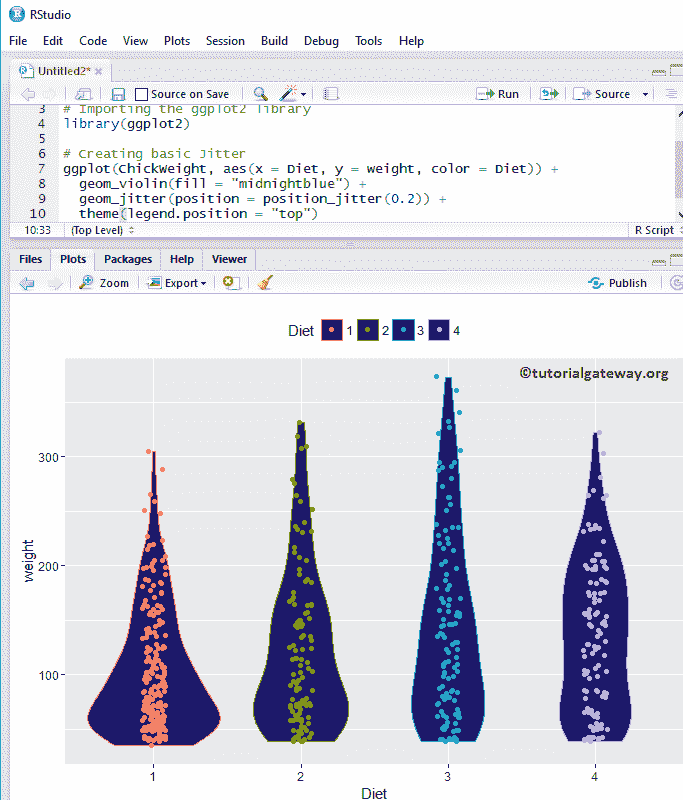 RStudio
File Edit Code View Plots Session Build Debug Tools Help
Untitled2*
Source on Save Run Source
3 # Importing the ggplot2 library
4 library(ggplot2)
5
6 # Creating basic Jitter
7 ggplot(ChickWeight, aes(x = Diet, y = weight, color = Diet)) +
8 geom_violin(fill = "midnightblue") +
9 geom_jitter(position = position_jitter(0.2)) +
10 theme(legend.position = "top")
10:33 (Top Level) R Script
Files Plots Packages Help Viewer
Zoom Export Publish
Diet 1 2 3 4
©tutorialgateway.org
300
200
100
weight
1 2 3 4
Diet